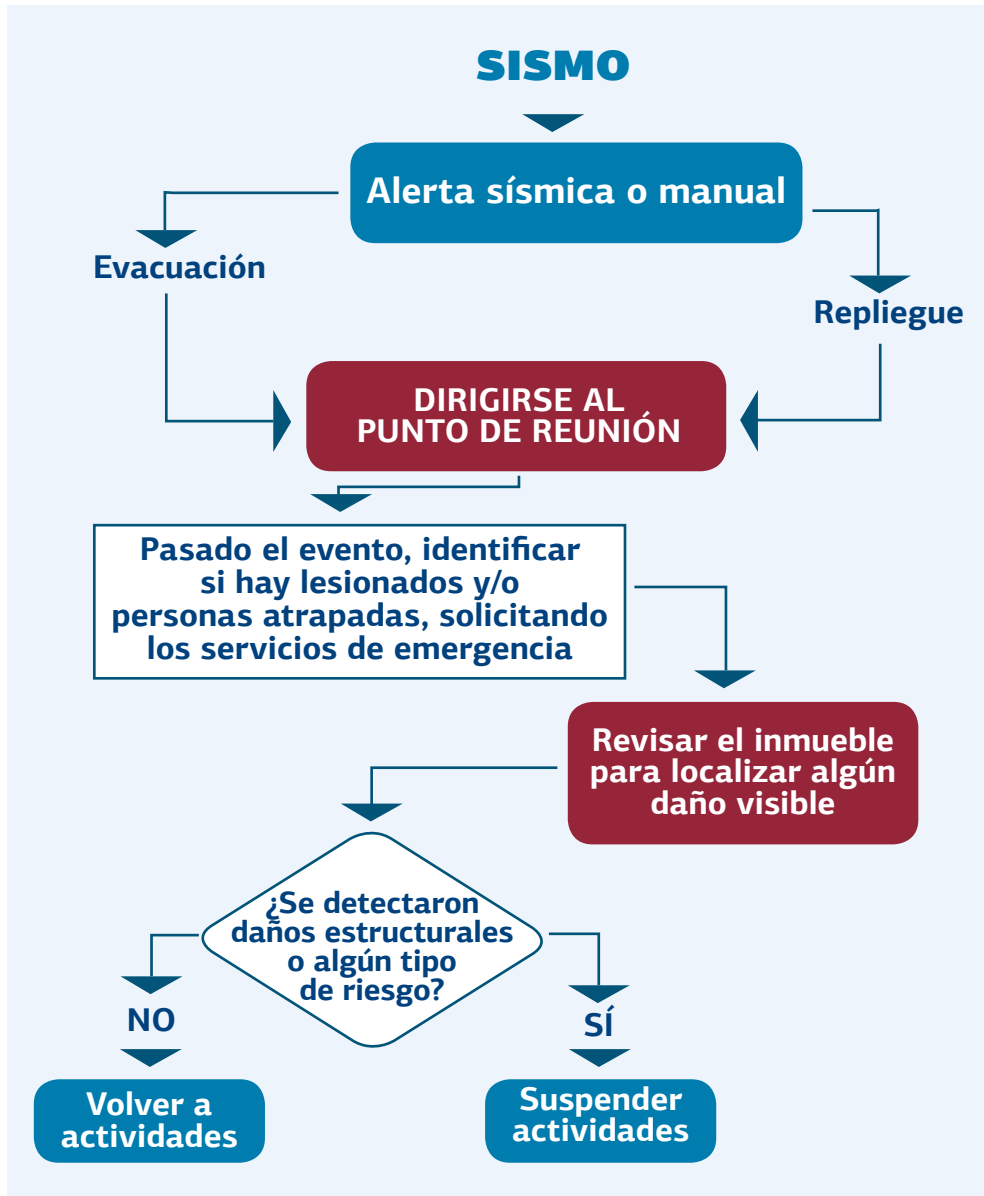 SISMO
Alerta sísmica o manual
Evacuación
Repliegue
DIRIGIRSE AL
PUNTO DE REUNIÓN
Pasado el evento, identificar
si hay lesionados y/o
personas atrapadas, solicitando
los servicios de emergencia
Revisar el inmueble
para localizar algún
daño visible
¿Se detectaron
daños estructurales
o algún tipo
de riesgo?
NO
SÍ
Volver a
actividades
Suspender
actividades